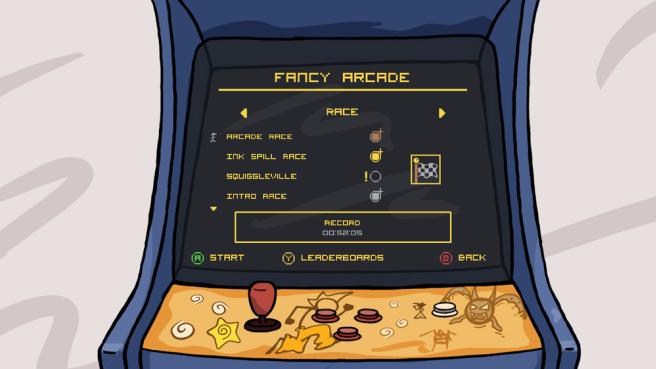 FANCY ARCADE
RACE
ARCADE RACE
INK SPILL RACE
SQUIGGLEVILLE !
INTRO RACE
RECORD
00:52:05
A START Y LEADERBOARDS B BACK